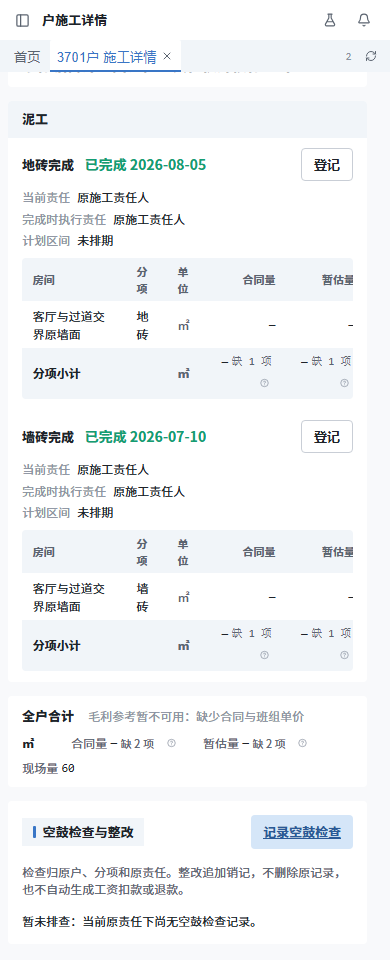 户施工详情
首页 3701户 施工详情 × 2
泥工
地砖完成 已完成 2026-08-05 登记
当前责任 原施工责任人
完成时执行责任 原施工责任人
计划区间 未排期
房间 分项 单位 合同量 暂估量
客厅与过道交界原墙面 地砖 ㎡ – –
分项小计 ㎡ – 缺 1 项 – 缺 1 项
墙砖完成 已完成 2026-07-10 登记
当前责任 原施工责任人
完成时执行责任 原施工责任人
计划区间 未排期
房间 分项 单位 合同量 暂估量
客厅与过道交界原墙面 墙砖 ㎡ – –
分项小计 ㎡ – 缺 1 项 – 缺 1 项
全户合计 毛利参考暂不可用：缺少合同与班组单价
㎡ 合同量 – 缺 2 项 暂估量 – 缺 2 项
现场量 60
空鼓检查与整改 记录空鼓检查
检查归原户、分项和原责任。整改追加销记，不删除原记录，
也不自动生成工资扣款或退款。
暂未排查：当前原责任下尚无空鼓检查记录。